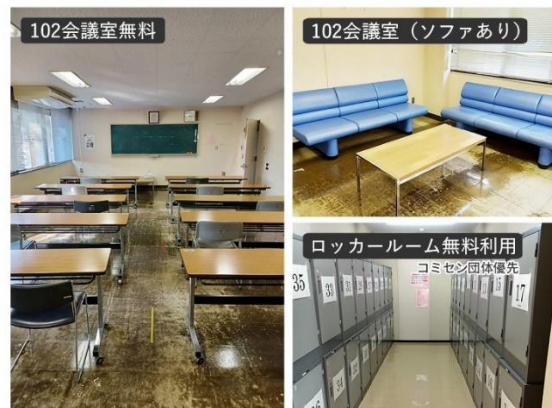 102会議室無料
102会議室（ソファあり）
ロッカールーム無料利用
コミセン団体優先
35
33
17